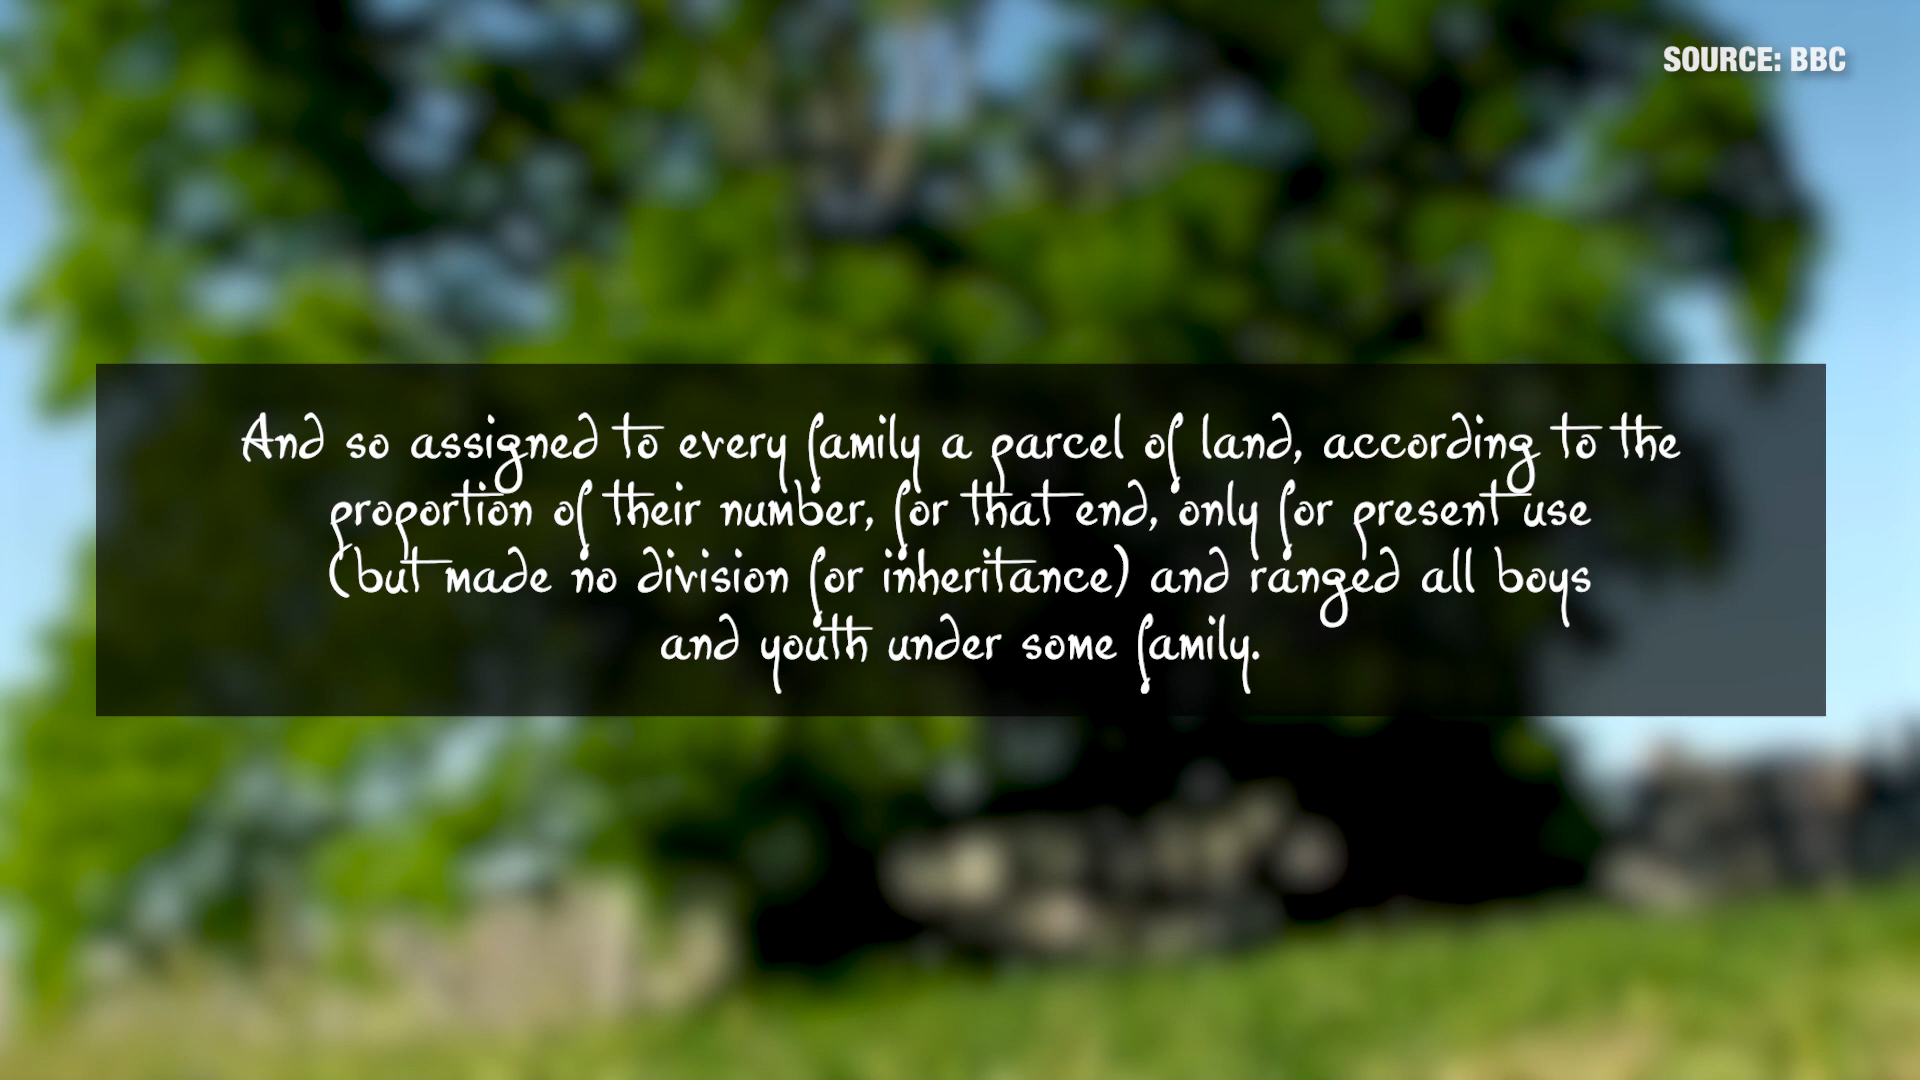 SOURCE: BBC
And so assigned to every family a parcel of land, according to the
proportion of their number, for that end, only for present use
(but made no division for inheritance) and ranged all boys
and youth under some family.